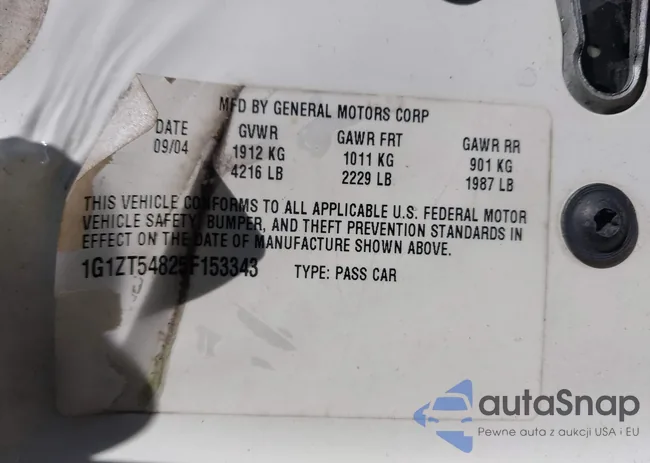 MFD BY GENERAL MOTORS CORP
DATE GVWR GAWR FRT GAWR RR
09/04 1912 KG 1011 KG 901 KG
4216 LB 2229 LB 1987 LB
THIS VEHICLE CONFORMS TO ALL APPLICABLE U.S. FEDERAL MOTOR
VEHICLE SAFETY, BUMPER, AND THEFT PREVENTION STANDARDS IN
EFFECT ON THE DATE OF MANUFACTURE SHOWN ABOVE.
1G1ZT54825F153343 TYPE: PASS CAR
autoSnap
Pewne auta z aukcji USA i EU